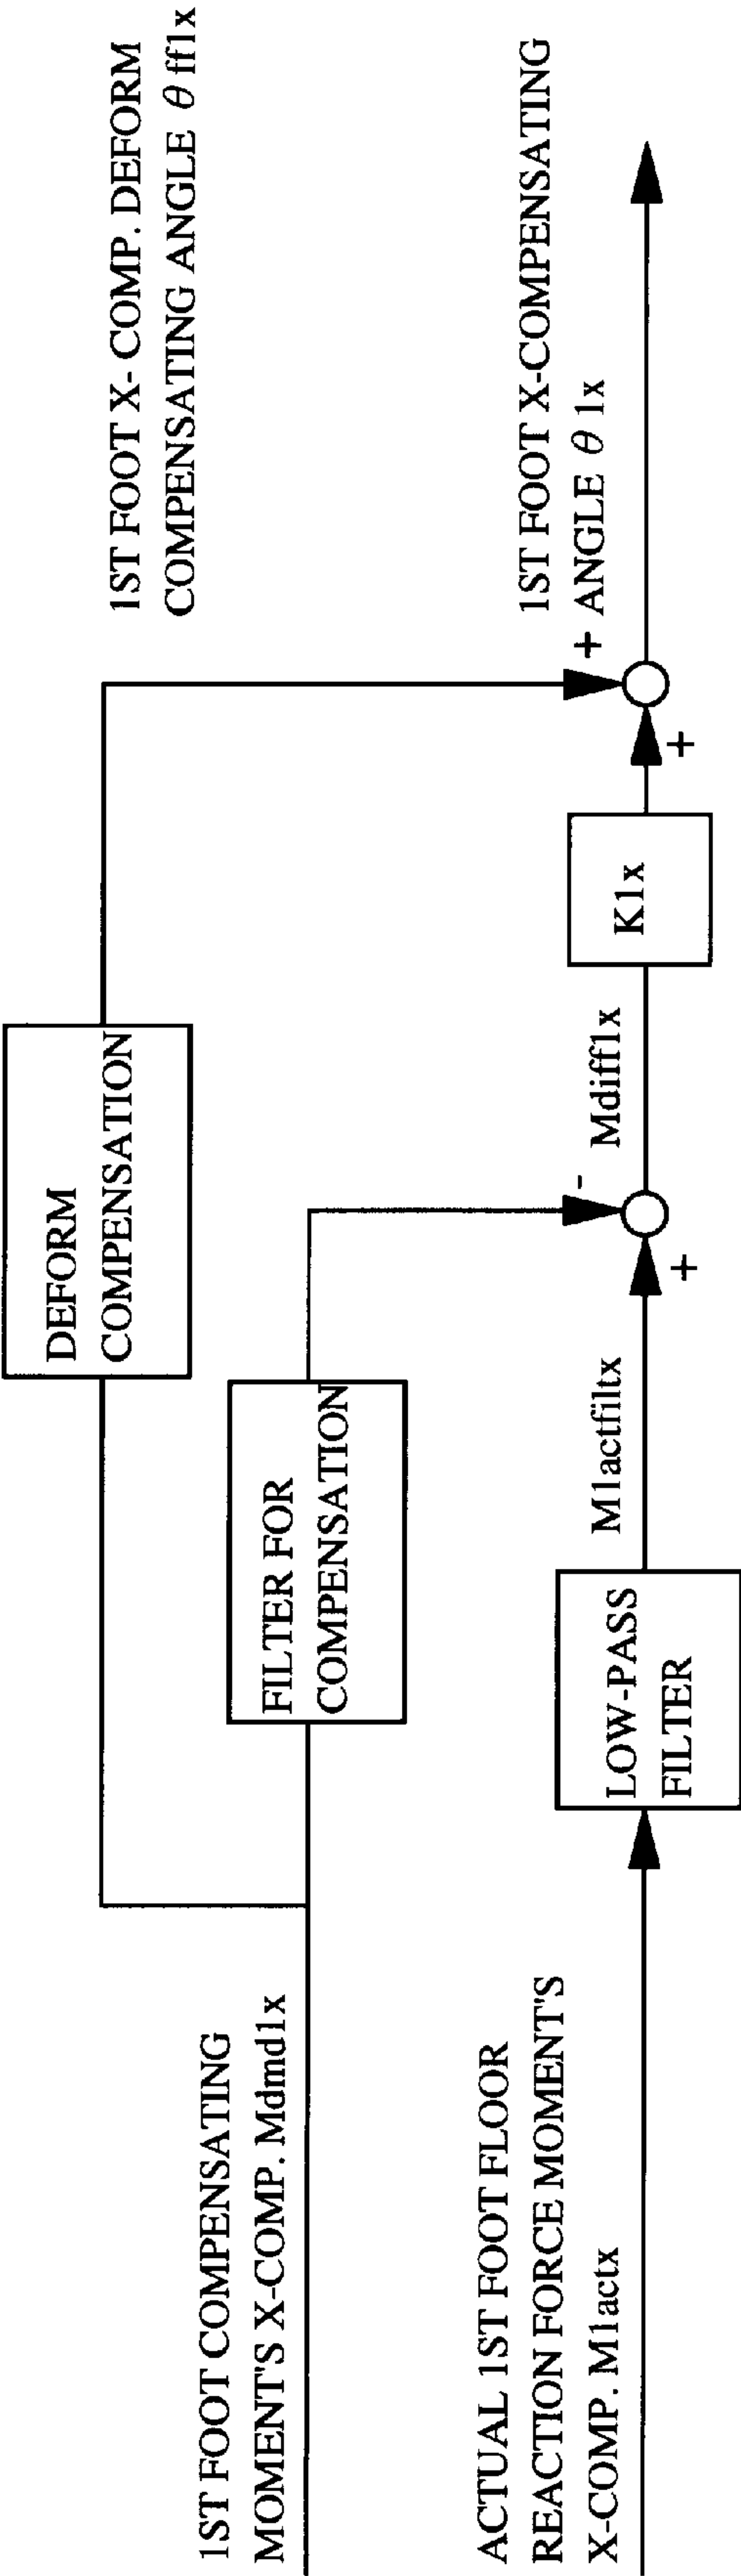 1ST FOOT X- COMP. DEFORM
COMPENSATING ANGLE θ ff1x
DEFORM
COMPENSATION
1ST FOOT COMPENSATING
MOMENT'S X-COMP. Mdmd1x
FILTER FOR
COMPENSATION
1ST FOOT X-COMPENSATING
+ ANGLE θ 1x
ACTUAL 1ST FOOT FLOOR
REACTION FORCE MOMENT'S
X-COMP. M1actx
LOW-PASS
FILTER
M1actfiltx
+
-
Mdiff1x
K1x
+